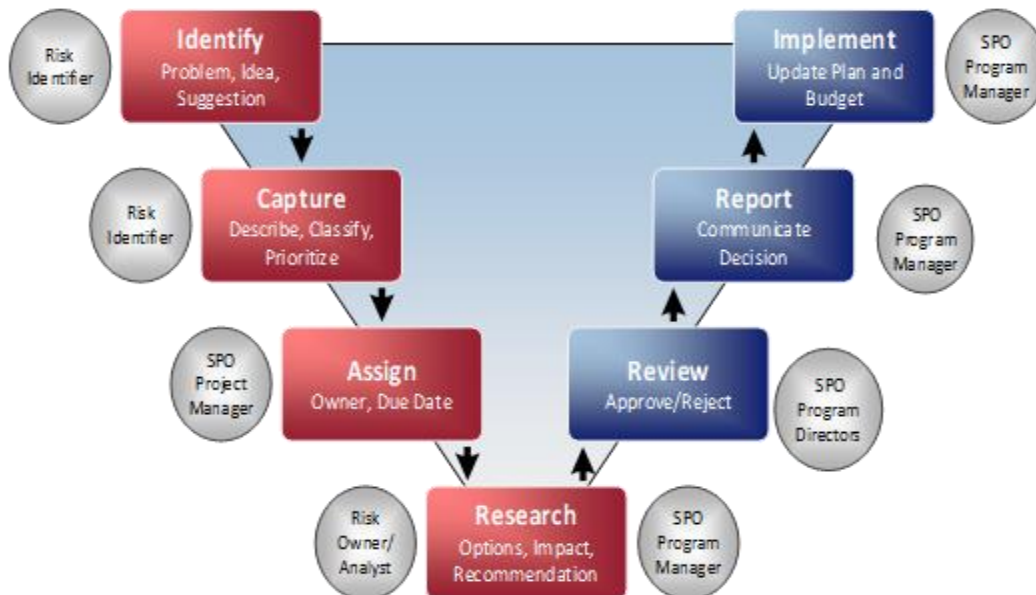 Risk
Identifier
Identify
Problem, Idea,
Suggestion
Implement
Update Plan and
Budget
SPO
Program
Manager
Risk
Identifier
Capture
Describe, Classify,
Prioritize
Report
Communicate
Decision
SPO
Program
Manager
SPO
Project
Manager
Assign
Owner, Due Date
Review
Approve/Reject
SPO
Program
Directors
Risk
Owner/
Analyst
Research
Options, Impact,
Recommendation
SPO
Program
Manager